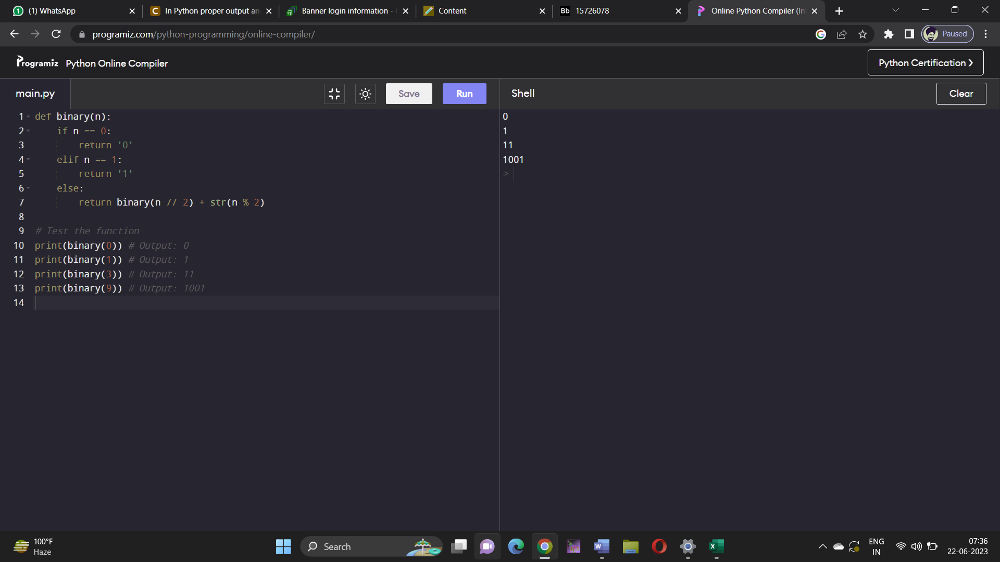 (1) WhatsApp
In Python proper output an
Banner login information -
Content
Bb 15726078
Online Python Compiler (In
programiz.com/python-programming/online-compiler/
Paused
Programiz Python Online Compiler
Python Certification >
main.py
Save
Run
Shell
Clear
1 def binary(n):
2 if n == 0:
3 return '0'
4 elif n == 1:
5 return '1'
6 else:
7 return binary(n // 2) + str(n % 2)
8
9 # Test the function
10 print(binary(0)) # Output: 0
11 print(binary(1)) # Output: 1
12 print(binary(3)) # Output: 11
13 print(binary(9)) # Output: 1001
14
0
1
11
1001
>
100°F
Haze
Search
ENG
IN
07:36
22-06-2023